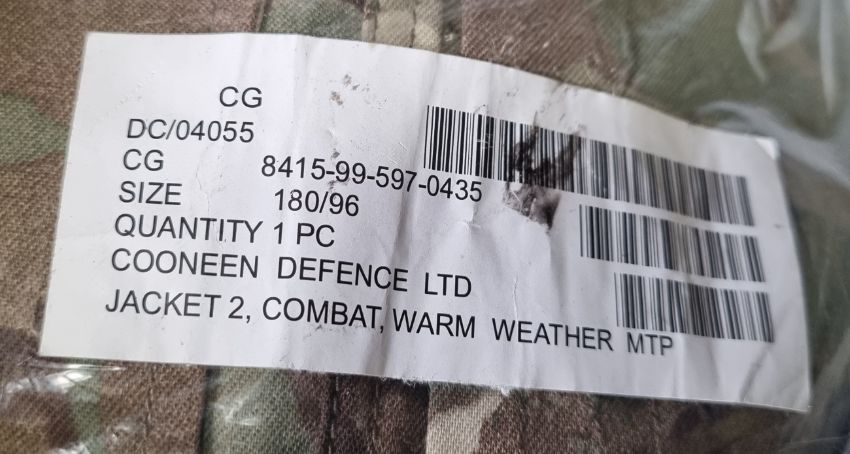 CG
DC/04055
CG 8415-99-597-0435
SIZE 180/96
QUANTITY 1 PC
COONEEN DEFENCE LTD
JACKET 2, COMBAT, WARM WEATHER MTP